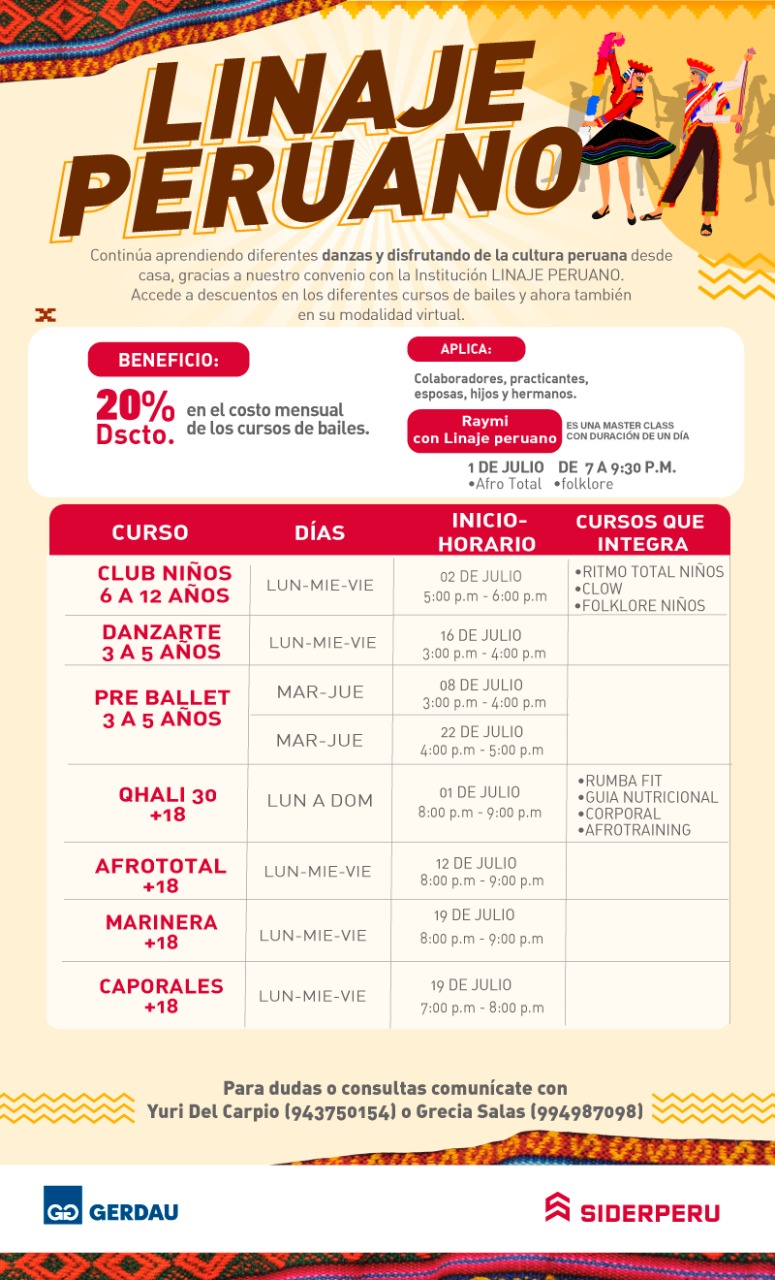 LINAJE
PERUANO
Continúa aprendiendo diferentes danzas y disfrutando de la cultura peruana desde
casa, gracias a nuestro convenio con la Institución LINAJE PERUANO.
Accede a descuentos en los diferentes cursos de bailes y ahora también
en su modalidad virtual.
BENEFICIO:
20%
Dscto.
en el costo mensual
de los cursos de bailes.
APLICA:
Colaboradores, practicantes,
esposas, hijos y hermanos.
Raymi
con Linaje peruano
ES UNA MASTER CLASS
CON DURACIÓN DE UN DÍA
1 DE JULIO DE 7 A 9:30 P.M.
•Afro Total •folklore
CURSO DÍAS INICIO-HORARIO CURSOS QUE INTEGRA
CLUB NIÑOS
6 A 12 AÑOS
LUN-MIE-VIE
02 DE JULIO
5:00 p.m - 6:00 p.m
•RITMO TOTAL NIÑOS
•CLOW
•FOLKLORE NIÑOS
DANZARTE
3 A 5 AÑOS
LUN-MIE-VIE
16 DE JULIO
3:00 p.m - 4:00 p.m
PRE BALLET
3 A 5 AÑOS
MAR-JUE
08 DE JULIO
3:00 p.m - 4:00 p.m
MAR-JUE
22 DE JULIO
4:00 p.m - 5:00 p.m
QHALI 30
+18
LUN A DOM
01 DE JULIO
8:00 p.m - 9:00 p.m
•RUMBA FIT
•GUIA NUTRICIONAL
•CORPORAL
•AFROTRAINING
AFROTOTAL
+18
LUN-MIE-VIE
12 DE JULIO
8:00 p.m - 9:00 p.m
MARINERA
+18
LUN-MIE-VIE
19 DE JULIO
8:00 p.m - 9:00 p.m
CAPORALES
+18
LUN-MIE-VIE
19 DE JULIO
7:00 p.m - 8:00 p.m
Para dudas o consultas comunícate con
Yuri Del Carpio (943750154) o Grecia Salas (994987098)
GERDAU
SIDERPERU